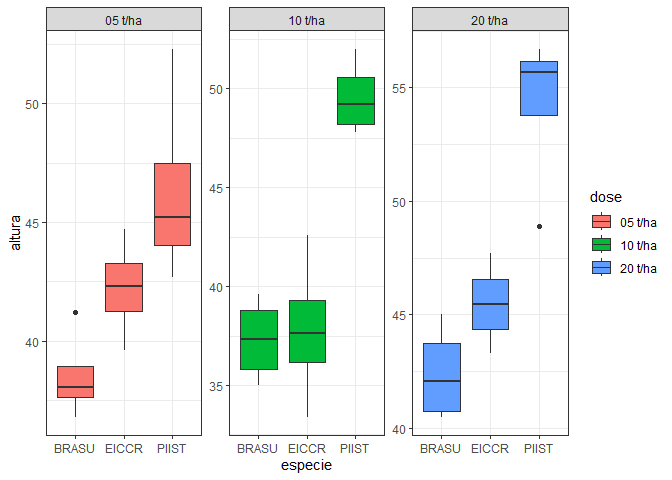 05 t/ha
10 t/ha
20 t/ha
altura
50
45
40
50
45
40
35
55
50
45
40
BRASU EICCR PIIST
BRASU EICCR PIIST
BRASU EICCR PIIST
especie
dose
05 t/ha
10 t/ha
20 t/ha